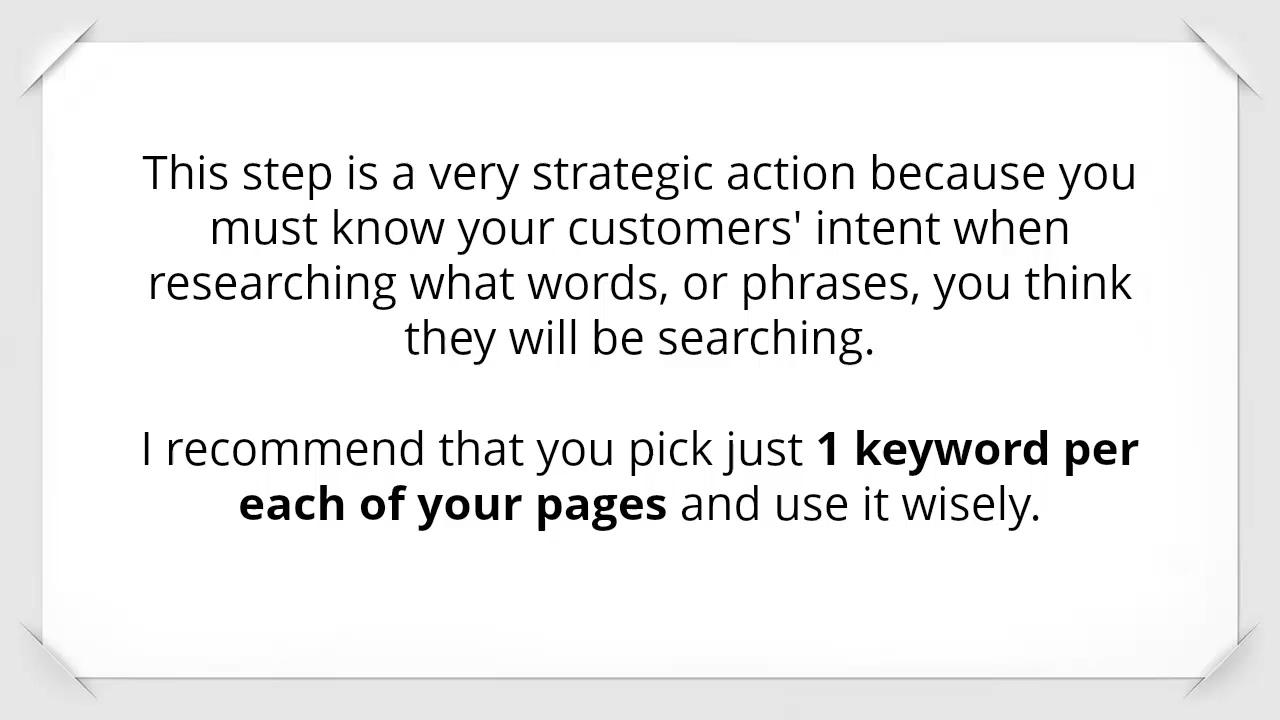 This step is a very strategic action because you
must know your customers' intent when
researching what words, or phrases, you think
they will be searching.
I recommend that you pick just 1 keyword per
each of your pages and use it wisely.